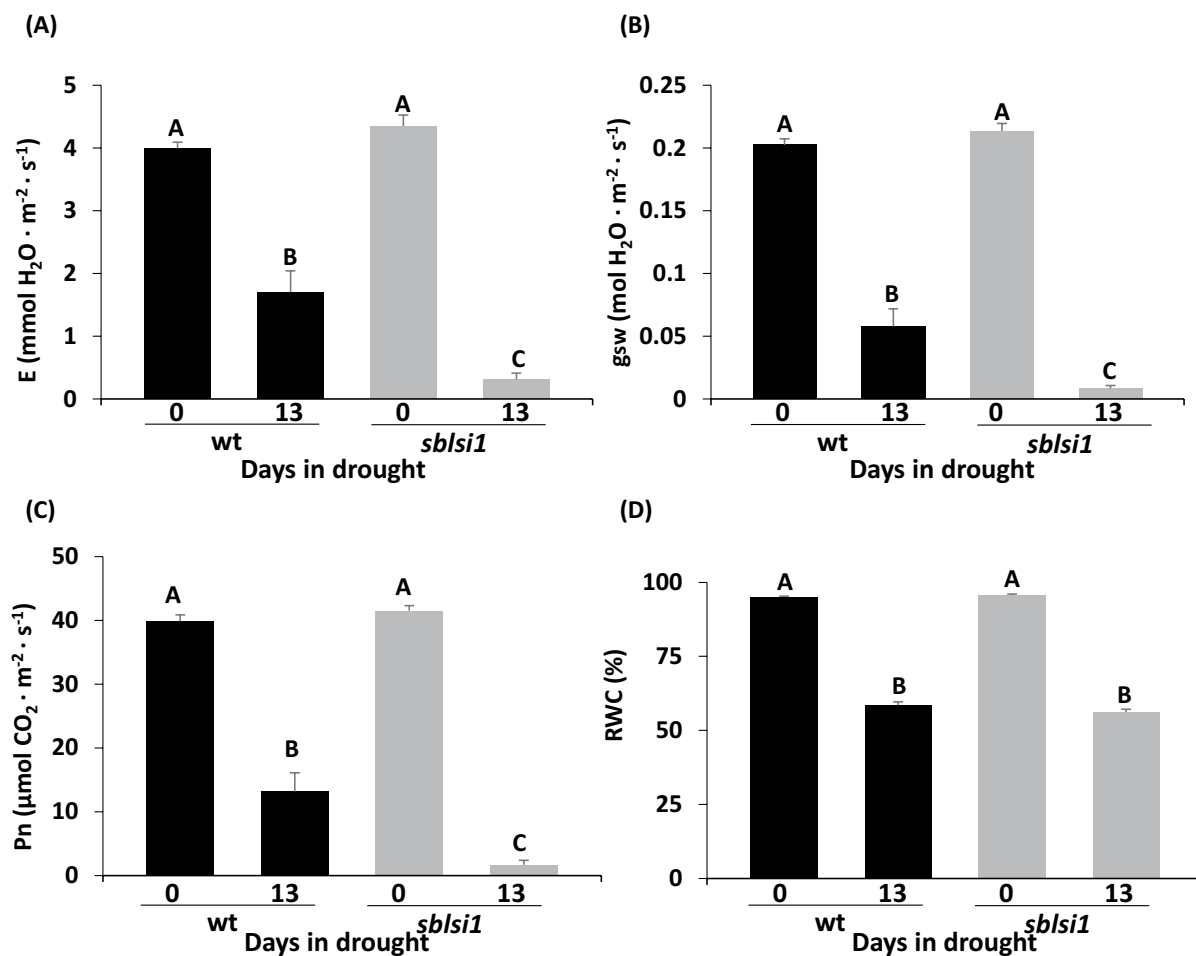 (A)
E (mmol H₂O · m⁻² · s⁻¹)
5
4
3
2
1
0
A
B
A
C
0 13 0 13
wt sblsi1
Days in drought
(B)
gsw (mol H₂O · m⁻² · s⁻¹)
0.25
0.2
0.15
0.1
0.05
0
A
B
A
C
0 13 0 13
wt sblsi1
Days in drought
(C)
Pn (μmol CO₂ · m⁻² · s⁻¹)
50
40
30
20
10
0
A
B
A
C
0 13 0 13
wt sblsi1
Days in drought
(D)
RWC (%)
100
75
50
25
0
A
B
A
B
0 13 0 13
wt sblsi1
Days in drought